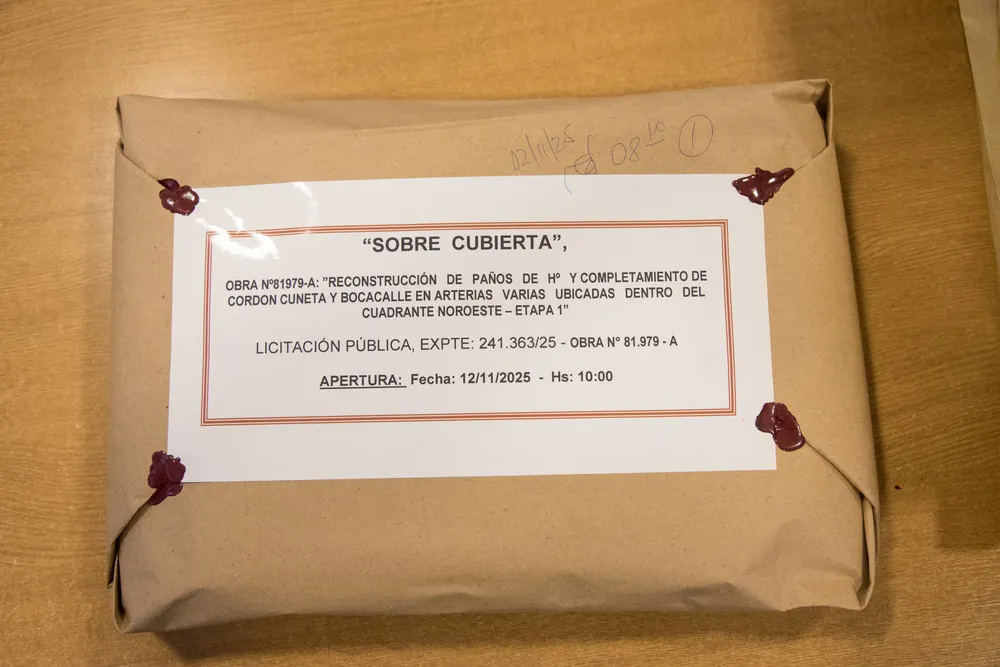 12/11/25 08 10 1
“SOBRE CUBIERTA”,
OBRA Nº81979-A: ”RECONSTRUCCIÓN DE PAÑOS DE Hº Y COMPLETAMIENTO DE
CORDON CUNETA Y BOCACALLE EN ARTERIAS VARIAS UBICADAS DENTRO DEL
CUADRANTE NOROESTE – ETAPA 1”
LICITACIÓN PÚBLICA, EXPTE: 241.363/25 - OBRA N° 81.979 - A
APERTURA: Fecha: 12/11/2025 - Hs: 10:00